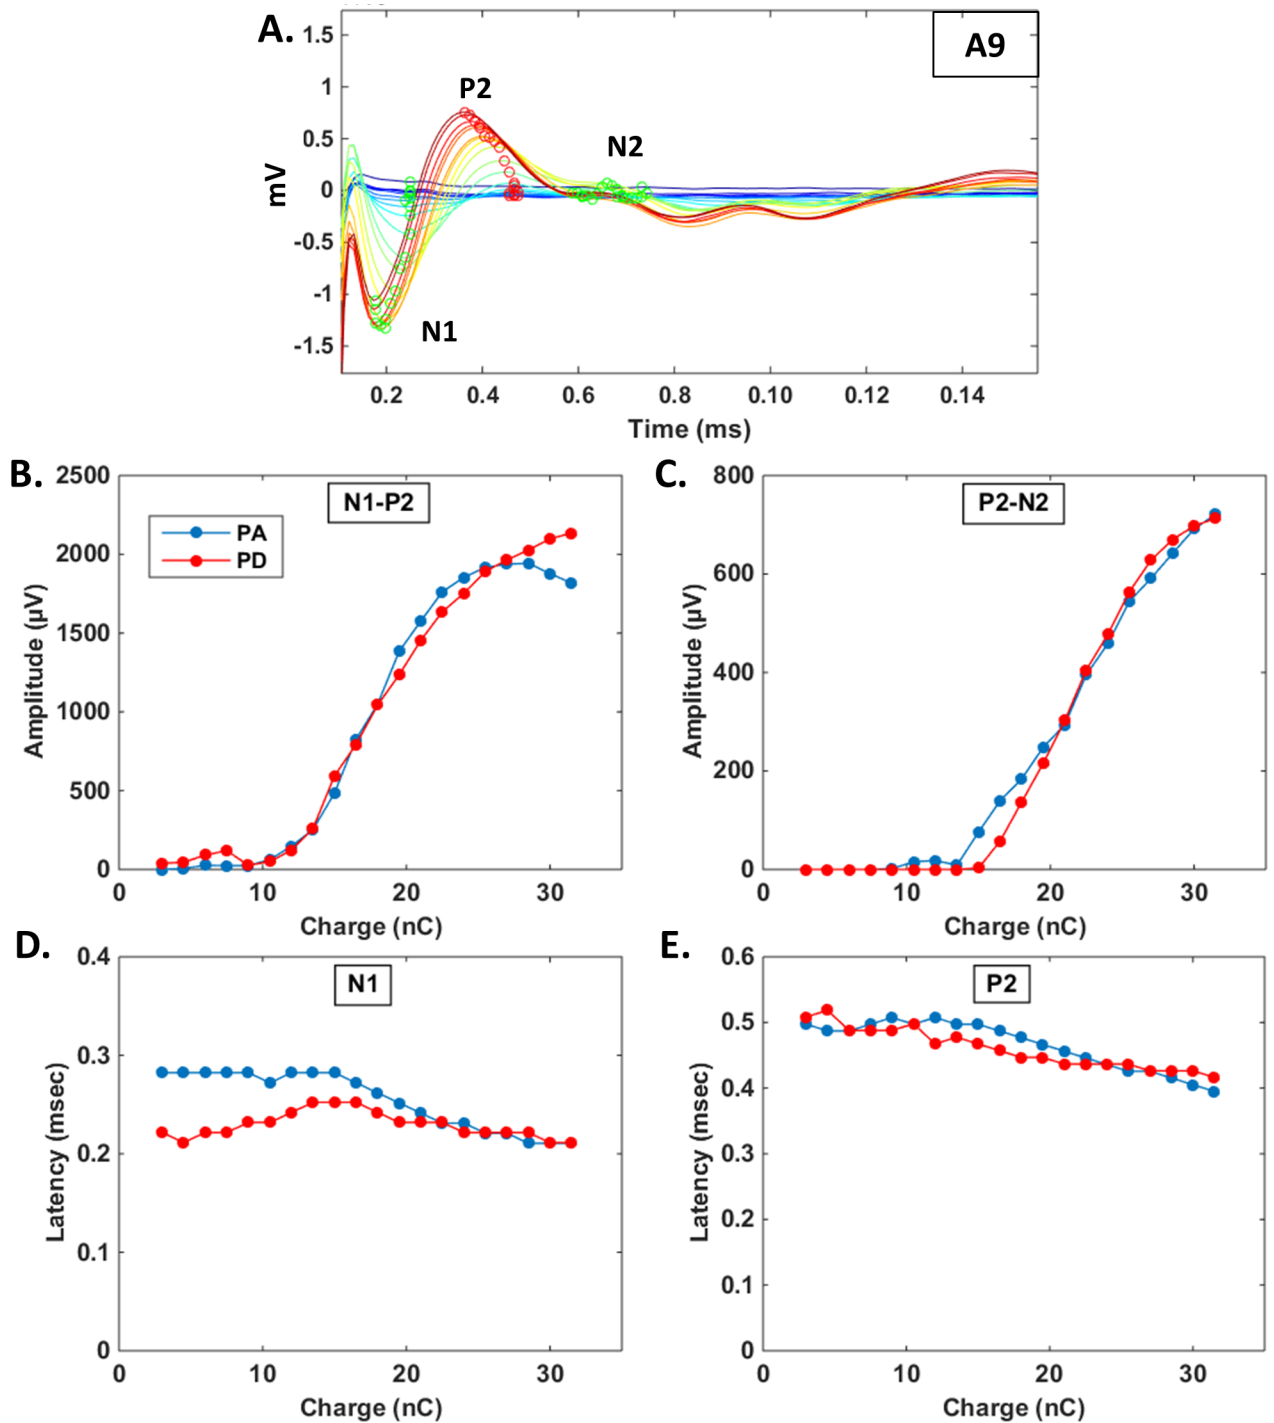 A.
A9
P2
N2
N1
1.5
1
0.5
0
-0.5
-1
-1.5
mV
0.2
0.4
0.6
0.8
0.10
0.12
0.14
Time (ms)
B.
N1-P2
PA
PD
2500
2000
1500
1000
500
0
Amplitude (µV)
0
10
20
30
Charge (nC)
C.
P2-N2
800
600
400
200
0
Amplitude (µV)
0
10
20
30
Charge (nC)
D.
N1
0.4
0.3
0.2
0.1
0
Latency (msec)
0
10
20
30
Charge (nC)
E.
P2
0.6
0.5
0.4
0.3
0.2
0.1
0
Latency (msec)
0
10
20
30
Charge (nC)